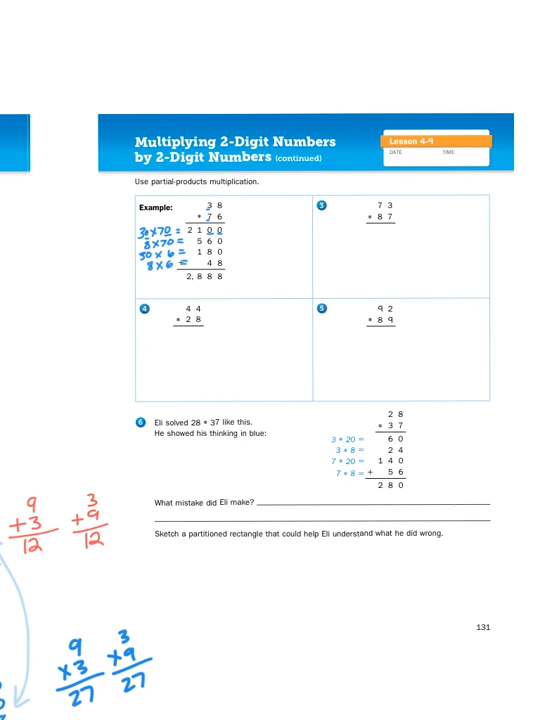 Multiplying 2-Digit Numbers
by 2-Digit Numbers (continued)
Lesson 4-9
DATE TIME
Use partial-products multiplication.
Example:
3 8
* 7 6
30x70 = 2 1 0 0
8x70 = 5 6 0
30 x 6 = 1 8 0
8 x 6 = 4 8
2, 8 8 8
3
7 3
* 8 7
4
4 4
* 2 8
5
9 2
* 8 9
6 Eli solved 28 * 37 like this.
He showed his thinking in blue:
2 8
* 3 7
3 * 20 = 6 0
3 * 8 = 2 4
7 * 20 = 1 4 0
7 * 8 = + 5 6
2 8 0
What mistake did Eli make?
Sketch a partitioned rectangle that could help Eli understand what he did wrong.
131
9
+3
12
3
+9
12
9
x3
27
3
x9
27